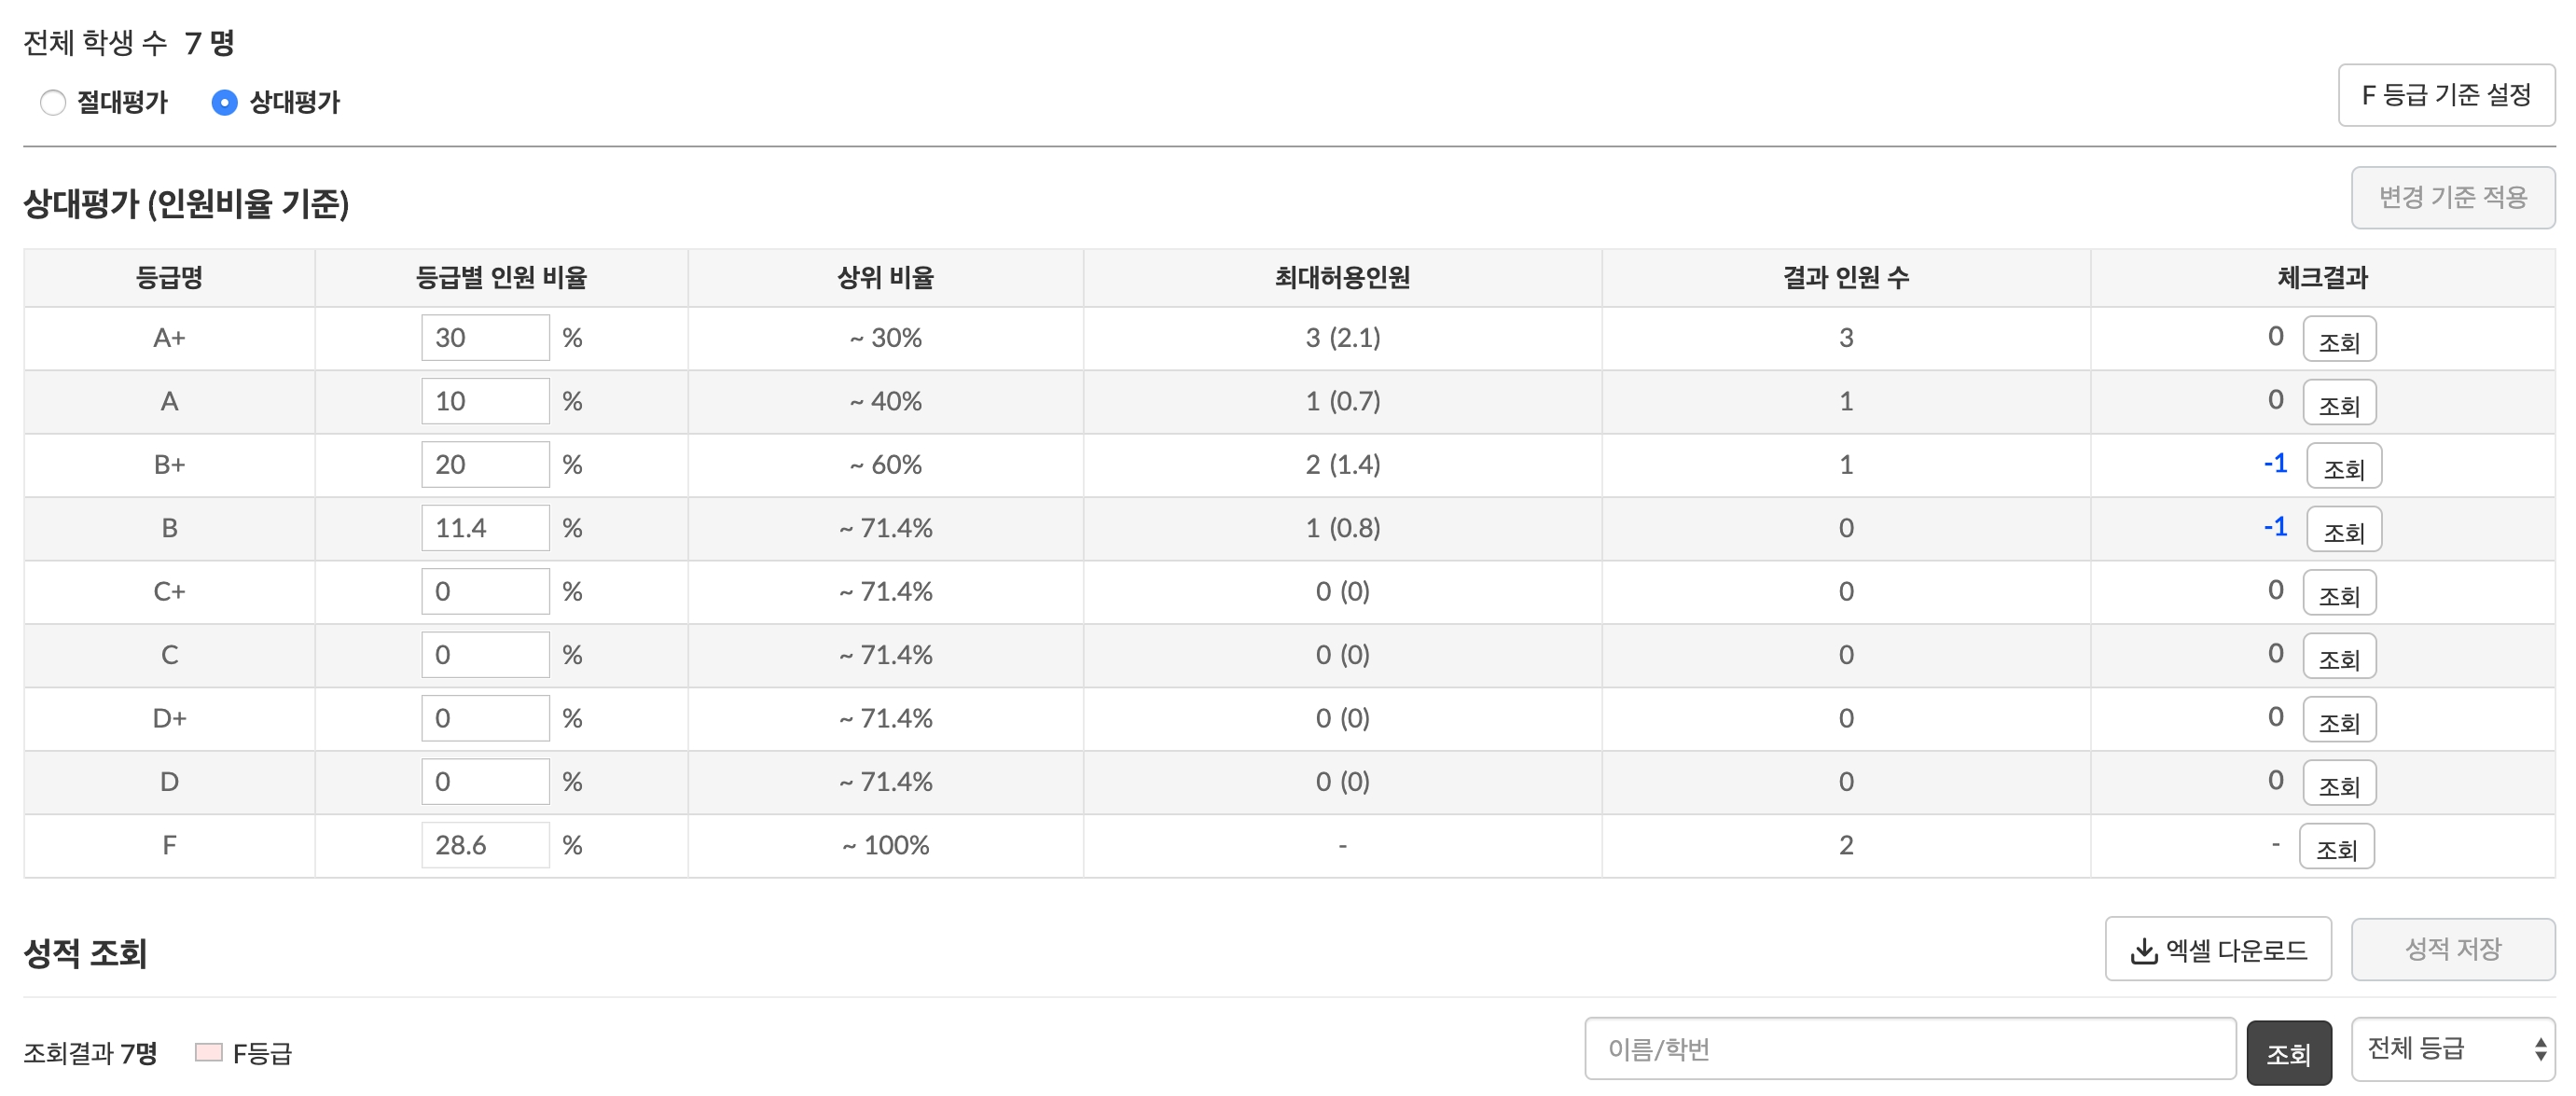 전체 학생 수 7 명
절대평가 상대평가
F 등급 기준 설정
상대평가 (인원비율 기준)
변경 기준 적용
등급명 등급별 인원 비율 상위 비율 최대허용인원 결과 인원 수 체크결과
A+ 30 % ~ 30% 3 (2.1) 3 0 조회
A 10 % ~ 40% 1 (0.7) 1 0 조회
B+ 20 % ~ 60% 2 (1.4) 1 -1 조회
B 11.4 % ~ 71.4% 1 (0.8) 0 -1 조회
C+ 0 % ~ 71.4% 0 (0) 0 0 조회
C 0 % ~ 71.4% 0 (0) 0 0 조회
D+ 0 % ~ 71.4% 0 (0) 0 0 조회
D 0 % ~ 71.4% 0 (0) 0 0 조회
F 28.6 % ~ 100% - 2 - 조회
성적 조회 엑셀 다운로드 성적 저장
조회결과 7명 F등급 이름/학번 조회 전체 등급